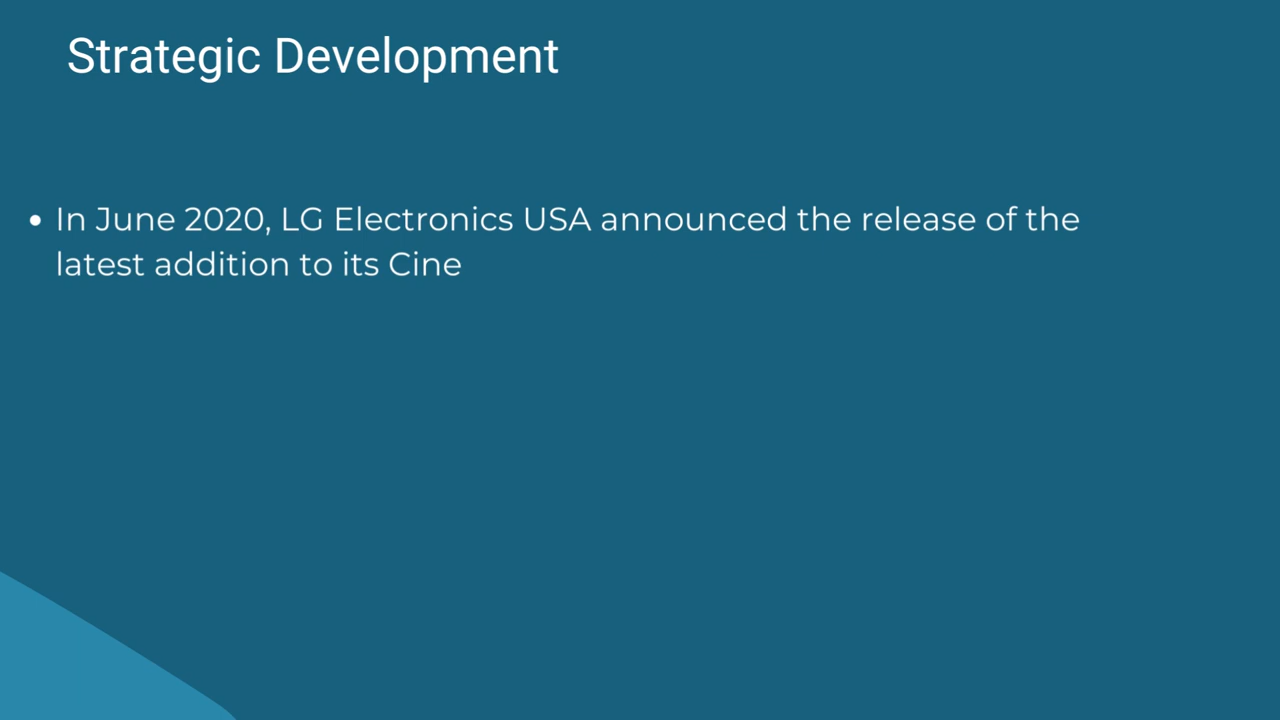 Strategic Development
• In June 2020, LG Electronics USA announced the release of the
latest addition to its Cine